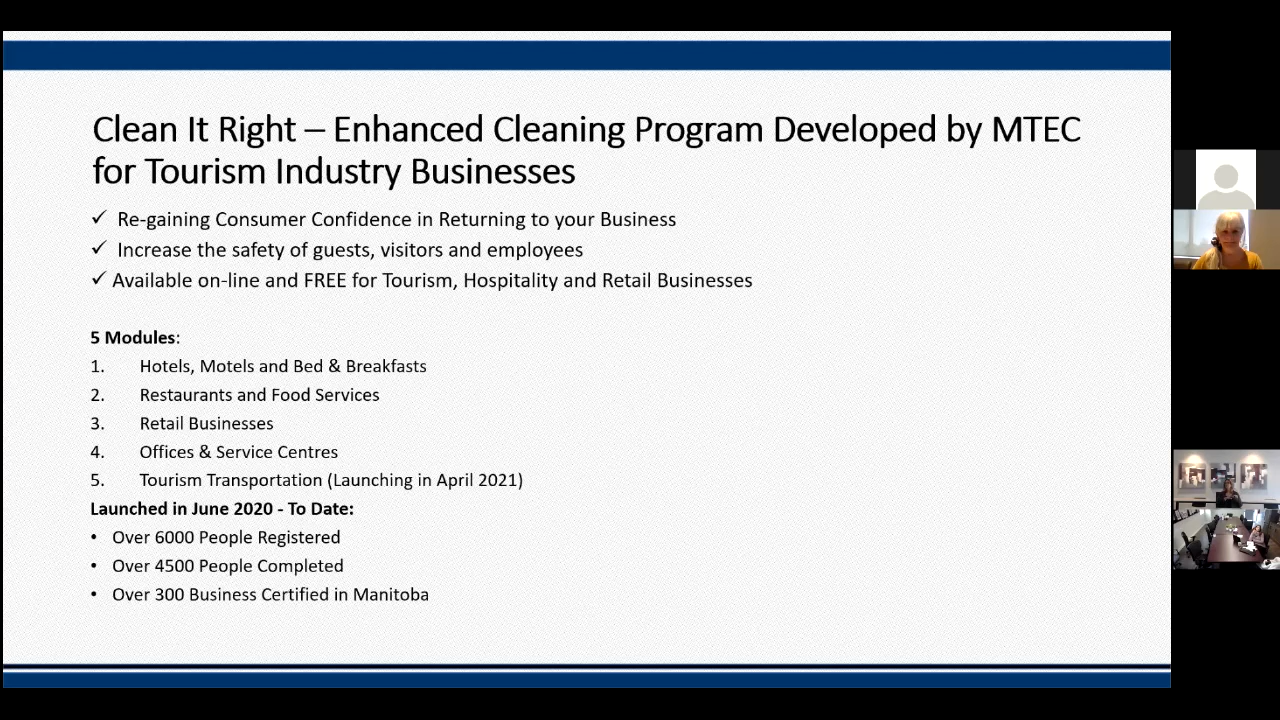 Clean It Right – Enhanced Cleaning Program Developed by MTEC
for Tourism Industry Businesses
✓ Re-gaining Consumer Confidence in Returning to your Business
✓ Increase the safety of guests, visitors and employees
✓ Available on-line and FREE for Tourism, Hospitality and Retail Businesses
5 Modules:
1. Hotels, Motels and Bed & Breakfasts
2. Restaurants and Food Services
3. Retail Businesses
4. Offices & Service Centres
5. Tourism Transportation (Launching in April 2021)
Launched in June 2020 - To Date:
• Over 6000 People Registered
• Over 4500 People Completed
• Over 300 Business Certified in Manitoba